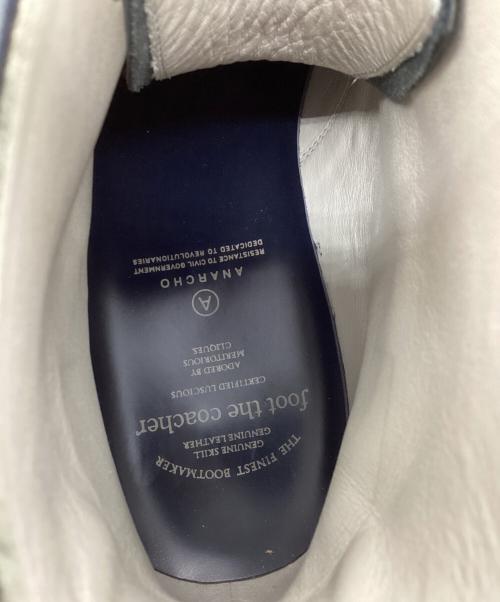 THE FINEST BOOTMAKER
GENUINE SKILL
GENUINE LEATHER
foot the coacher
CERTIFIED LUSCIOUS
ADORED BY
MERITORIOUS
CLIQUES.
A
ANARCHO
RESISTANCE TO CIVIL GOVERNMENT
DEDICATED TO REVOLUTIONARIES